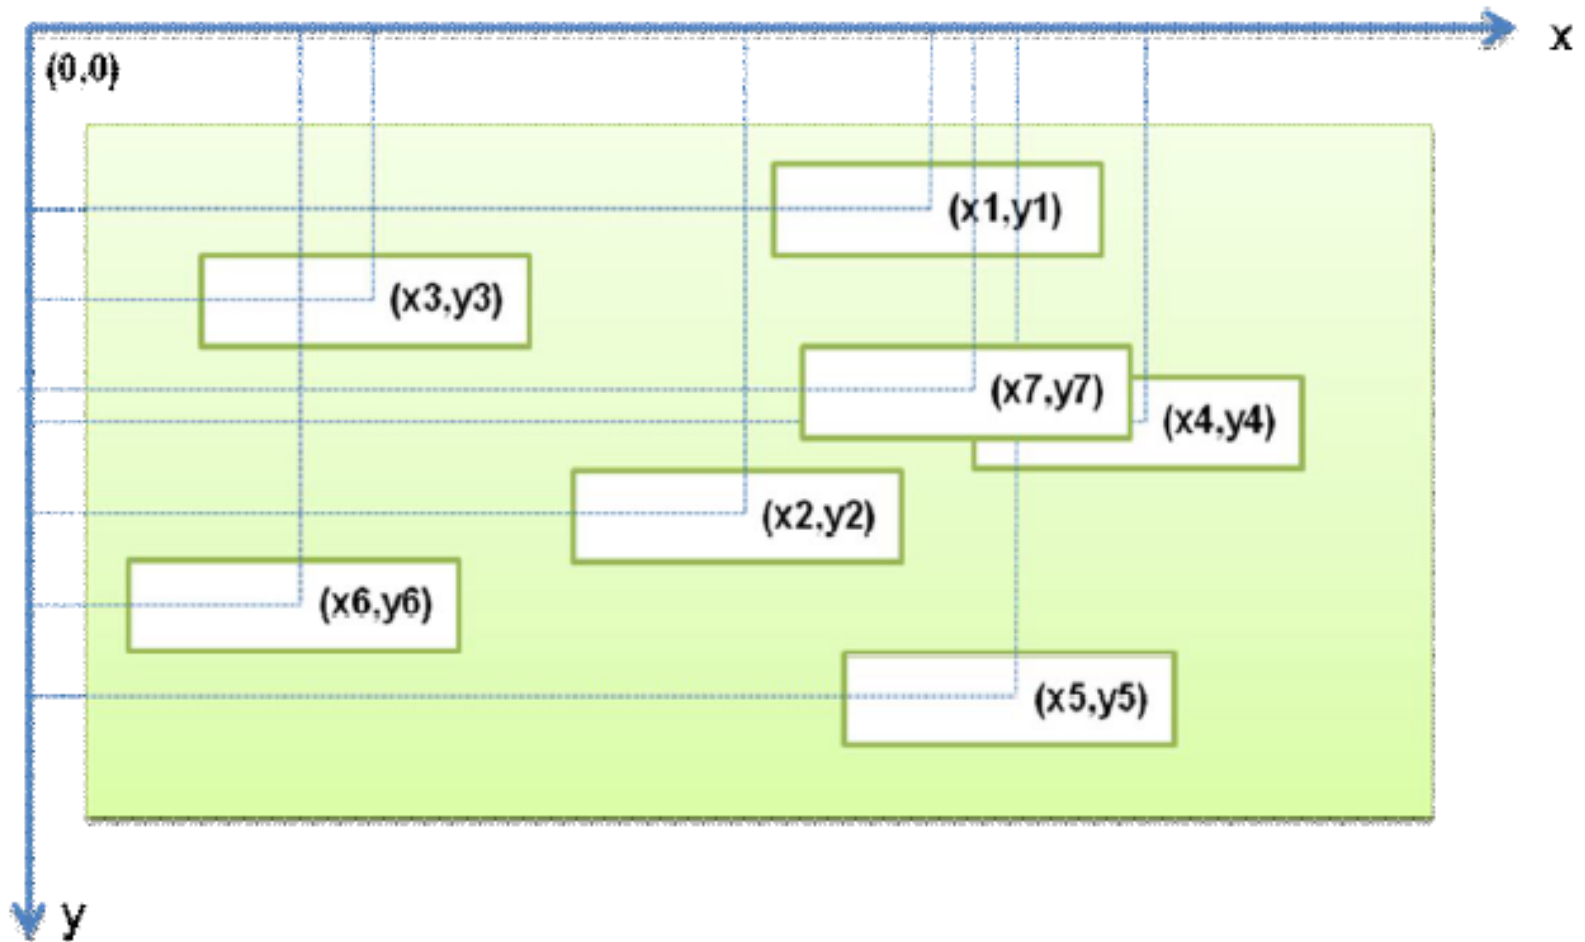 x
(0,0)
(x1,y1)
(x3,y3)
(x7,y7)
(x4,y4)
(x2,y2)
(x6,y6)
(x5,y5)
y